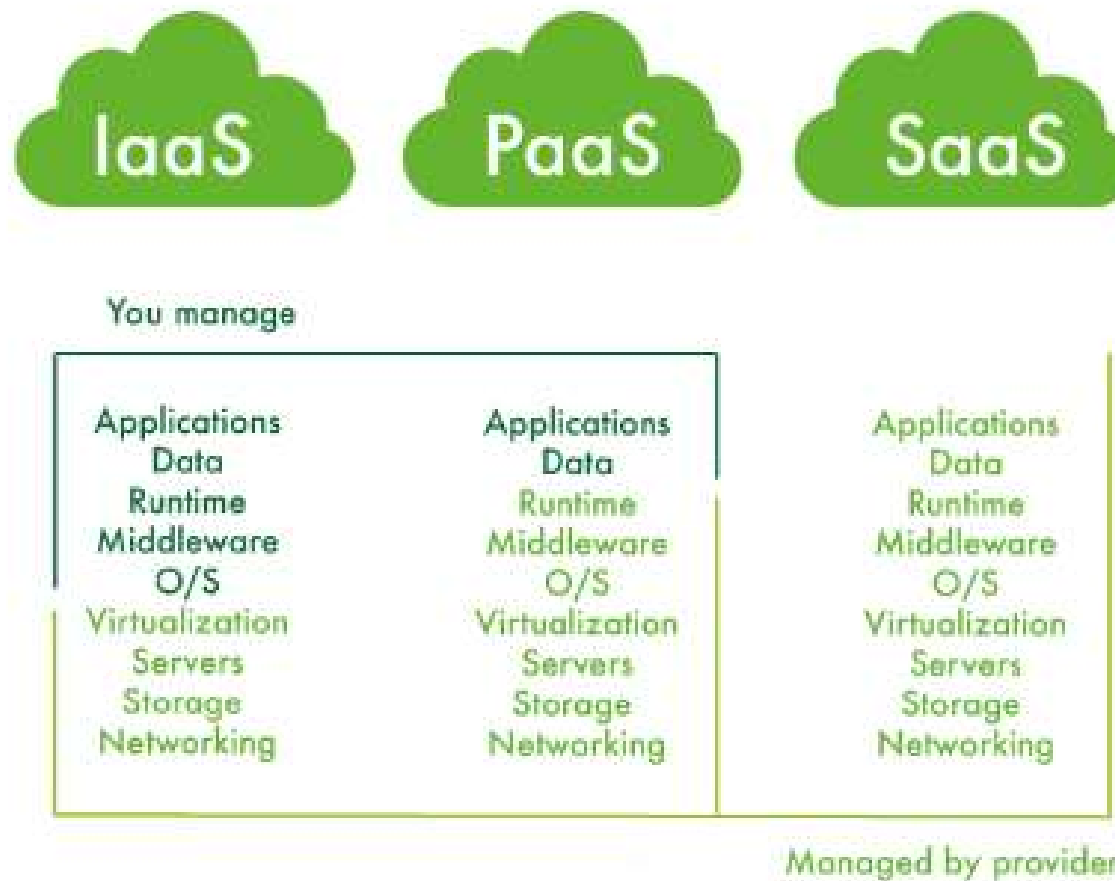 IaaS
PaaS
SaaS
You manage
Applications
Data
Runtime
Middleware
O/S
Virtualization
Servers
Storage
Networking
Applications
Data
Runtime
Middleware
O/S
Virtualization
Servers
Storage
Networking
Applications
Data
Runtime
Middleware
O/S
Virtualization
Servers
Storage
Networking
Managed by provider